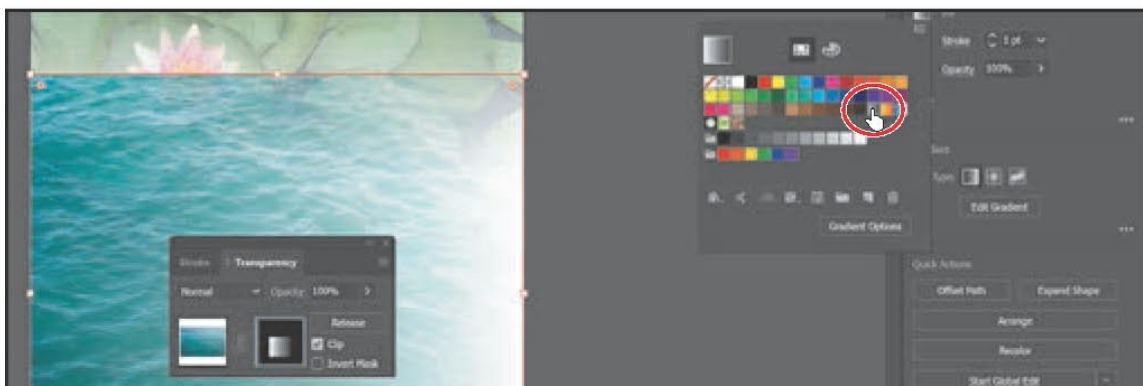 Stroke 1 pt
Opacity 100%
Type:
Edit Gradient
Gradient Options
Stroke Transparency
Normal Opacity: 100%
Release
Clip
Invert Mask
Quick Actions
Offset Path Expand Shape
Arrange
Recolor
Start Global Edit